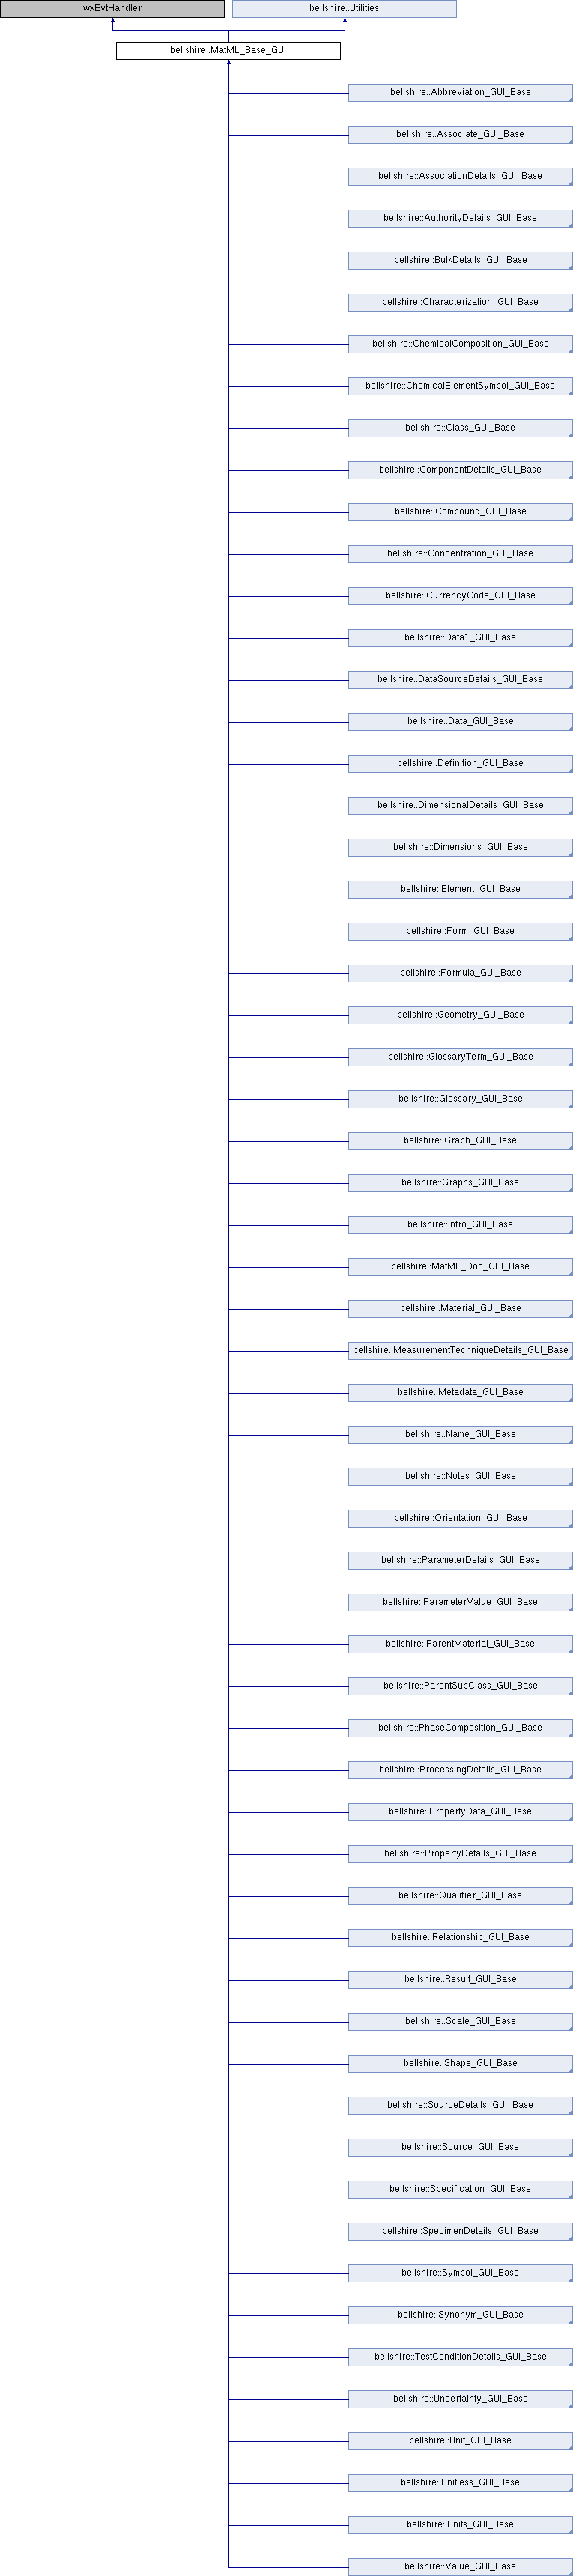 wxEvtHandler
bellshire::Utilities
bellshire::MatML_Base_GUI
bellshire::Abbreviation_GUI_Base
bellshire::Associate_GUI_Base
bellshire::AssociationDetails_GUI_Base
bellshire::AuthorityDetails_GUI_Base
bellshire::BulkDetails_GUI_Base
bellshire::Characterization_GUI_Base
bellshire::ChemicalComposition_GUI_Base
bellshire::ChemicalElementSymbol_GUI_Base
bellshire::Class_GUI_Base
bellshire::ComponentDetails_GUI_Base
bellshire::Compound_GUI_Base
bellshire::Concentration_GUI_Base
bellshire::CurrencyCode_GUI_Base
bellshire::Data1_GUI_Base
bellshire::DataSourceDetails_GUI_Base
bellshire::Data_GUI_Base
bellshire::Definition_GUI_Base
bellshire::DimensionalDetails_GUI_Base
bellshire::Dimensions_GUI_Base
bellshire::Element_GUI_Base
bellshire::Form_GUI_Base
bellshire::Formula_GUI_Base
bellshire::Geometry_GUI_Base
bellshire::GlossaryTerm_GUI_Base
bellshire::Glossary_GUI_Base
bellshire::Graph_GUI_Base
bellshire::Graphs_GUI_Base
bellshire::Intro_GUI_Base
bellshire::MatML_Doc_GUI_Base
bellshire::Material_GUI_Base
bellshire::MeasurementTechniqueDetails_GUI_Base
bellshire::Metadata_GUI_Base
bellshire::Name_GUI_Base
bellshire::Notes_GUI_Base
bellshire::Orientation_GUI_Base
bellshire::ParameterDetails_GUI_Base
bellshire::ParameterValue_GUI_Base
bellshire::ParentMaterial_GUI_Base
bellshire::ParentSubClass_GUI_Base
bellshire::PhaseComposition_GUI_Base
bellshire::ProcessingDetails_GUI_Base
bellshire::PropertyData_GUI_Base
bellshire::PropertyDetails_GUI_Base
bellshire::Qualifier_GUI_Base
bellshire::Relationship_GUI_Base
bellshire::Result_GUI_Base
bellshire::Scale_GUI_Base
bellshire::Shape_GUI_Base
bellshire::SourceDetails_GUI_Base
bellshire::Source_GUI_Base
bellshire::Specification_GUI_Base
bellshire::SpecimenDetails_GUI_Base
bellshire::Symbol_GUI_Base
bellshire::Synonym_GUI_Base
bellshire::TestConditionDetails_GUI_Base
bellshire::Uncertainty_GUI_Base
bellshire::Unit_GUI_Base
bellshire::Unitless_GUI_Base
bellshire::Units_GUI_Base
bellshire::Value_GUI_Base